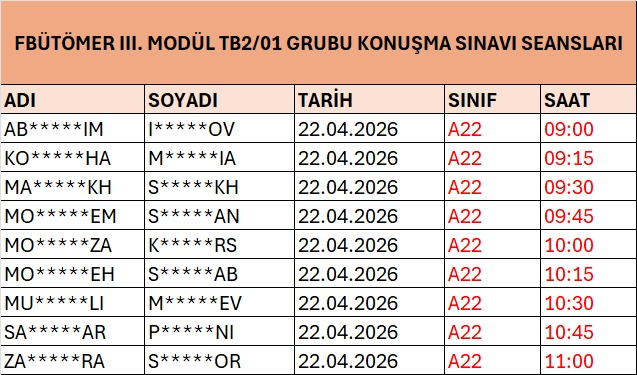 FBÜTÖMER III. MODÜL TB2/01 GRUBU KONUŞMA SINAVI SEANSLARI
ADI SOYADI TARİH SINIF SAAT
AB*****IM I*****OV 22.04.2026 A22 09:00
KO*****HA M*****IA 22.04.2026 A22 09:15
MA*****KH S*****KH 22.04.2026 A22 09:30
MO*****EM S*****AN 22.04.2026 A22 09:45
MO*****ZA K*****RS 22.04.2026 A22 10:00
MO*****EH S*****AB 22.04.2026 A22 10:15
MU*****LI M*****EV 22.04.2026 A22 10:30
SA*****AR P*****NI 22.04.2026 A22 10:45
ZA*****RA S*****OR 22.04.2026 A22 11:00